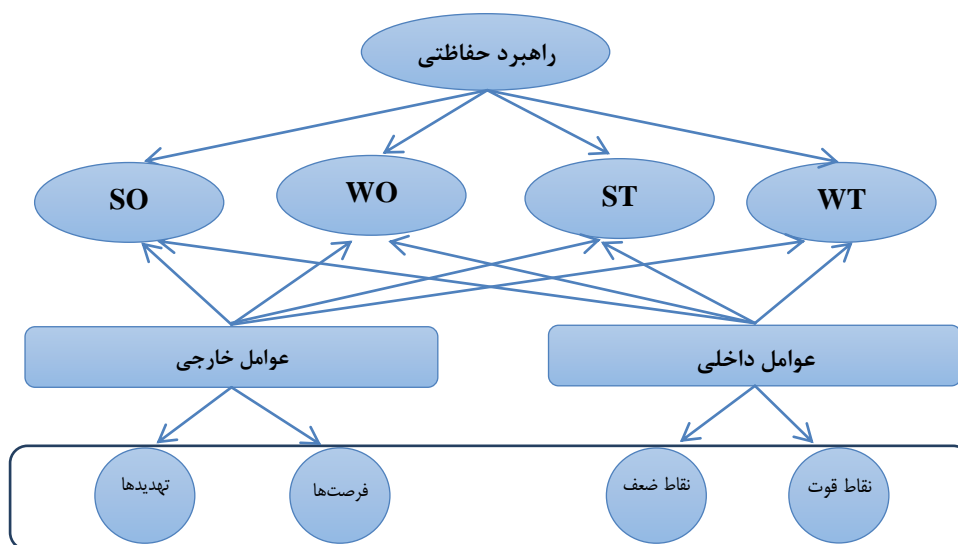 راهبرد حفاظتی
SO
WO
ST
WT
عوامل داخلی
عوامل خارجی
نقاط قوت
نقاط ضعف
فرصت‌ها
تهدیدها